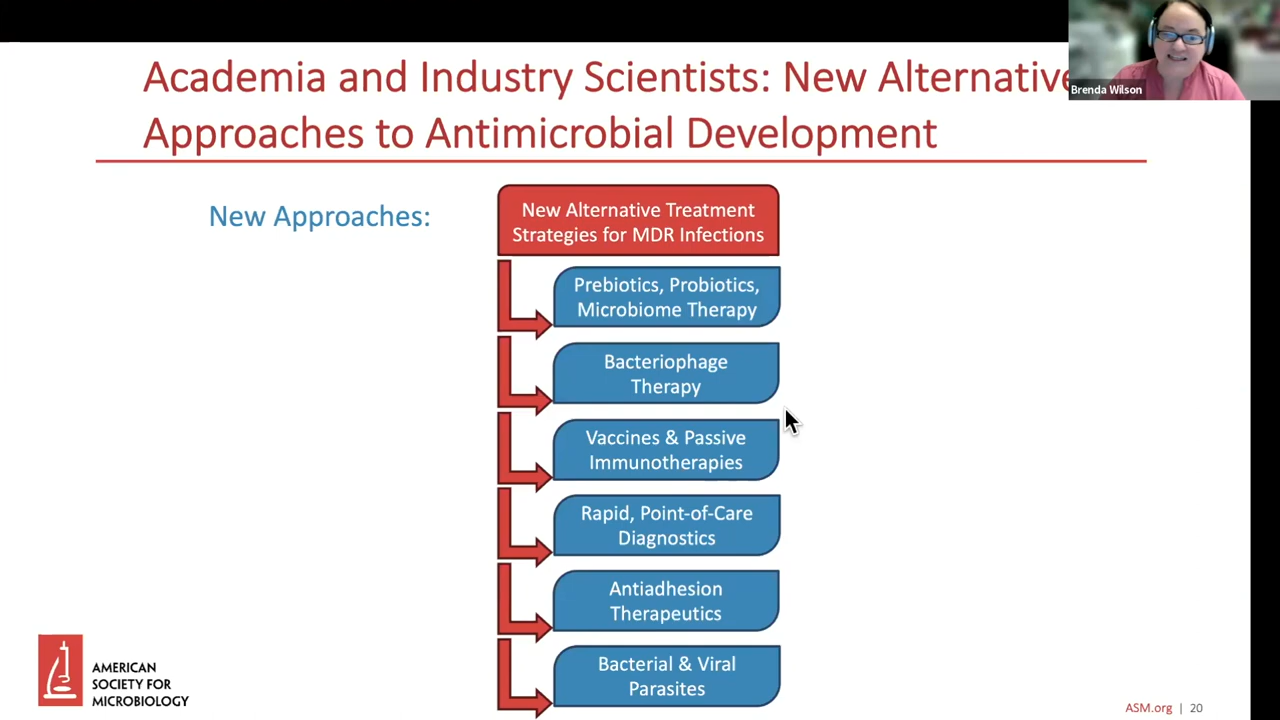 Academia and Industry Scientists: New Alternative
Approaches to Antimicrobial Development
Brenda Wilson
New Approaches:
New Alternative Treatment
Strategies for MDR Infections
Prebiotics, Probiotics,
Microbiome Therapy
Bacteriophage
Therapy
Vaccines & Passive
Immunotherapies
Rapid, Point-of-Care
Diagnostics
Antiadhesion
Therapeutics
Bacterial & Viral
Parasites
AMERICAN
SOCIETY FOR
MICROBIOLOGY
ASM.org | 20